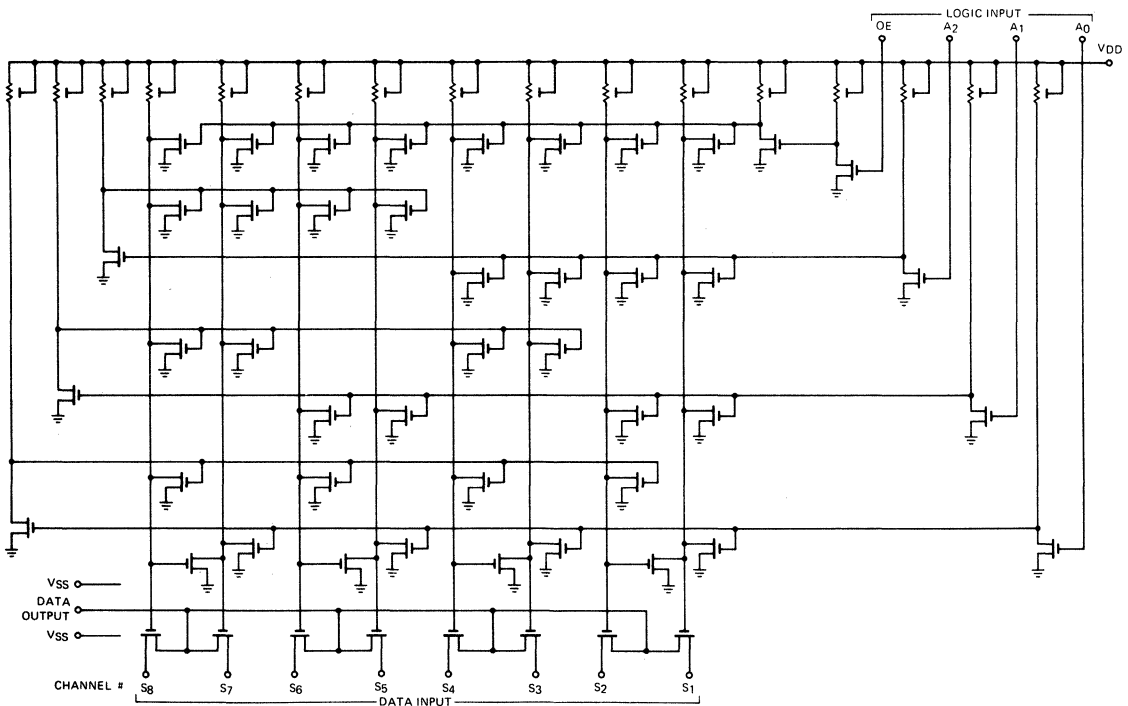 LOGIC INPUT
OE A2 A1 A0
VDD
VSS
DATA
OUTPUT
VSS
CHANNEL # S8 S7 S6 S5 S4 S3 S2 S1
DATA INPUT